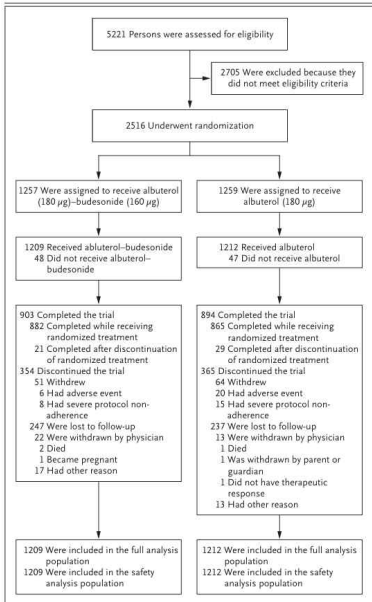 5221 Persons were assessed for eligibility
2705 Were excluded because they
did not meet eligibility criteria
2516 Underwent randomization
1257 Were assigned to receive albuterol
(180 µg)–budesonide (160 µg)
1259 Were assigned to receive
albuterol (180 µg)
1209 Received abluterol–budesonide
48 Did not receive albuterol–
budesonide
1212 Received albuterol
47 Did not receive albuterol
903 Completed the trial
882 Completed while receiving
randomized treatment
21 Completed after discontinuation
of randomized treatment
354 Discontinued the trial
51 Withdrew
6 Had adverse event
8 Had severe protocol non-
adherence
247 Were lost to follow-up
22 Were withdrawn by physician
2 Died
1 Became pregnant
17 Had other reason
894 Completed the trial
865 Completed while receiving
randomized treatment
29 Completed after discontinuation
of randomized treatment
365 Discontinued the trial
64 Withdrew
20 Had adverse event
15 Had severe protocol non-
adherence
237 Were lost to follow-up
13 Were withdrawn by physician
1 Died
1 Was withdrawn by parent or
guardian
1 Did not have therapeutic
response
13 Had other reason
1209 Were included in the full analysis
population
1209 Were included in the safety
analysis population
1212 Were included in the full analysis
population
1212 Were included in the safety
analysis population